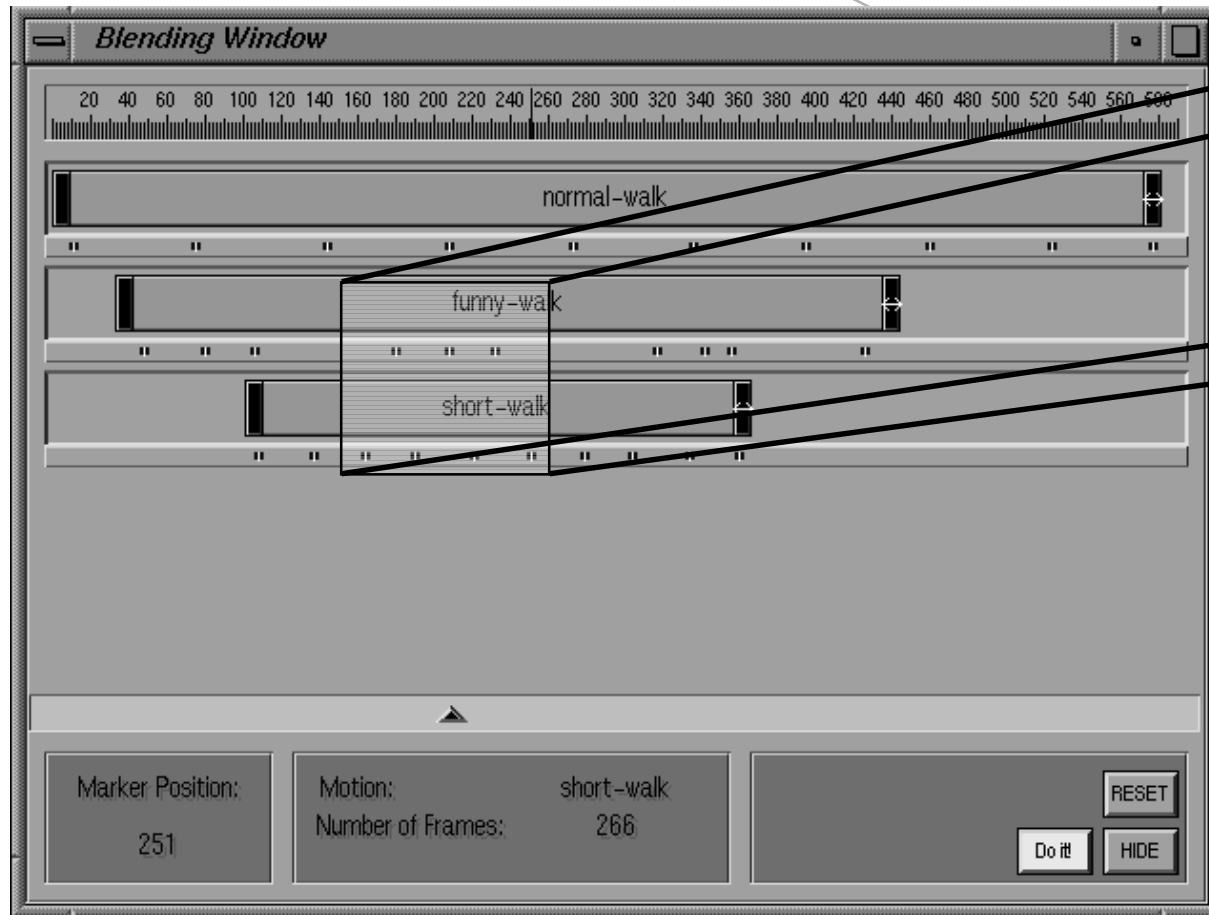 Blending Window
20 40 60 80 100 120 140 160 180 200 220 240 260 280 300 320 340 360 380 400 420 440 460 480 500 520 540 560 580
normal-walk
funny-walk
short-walk
Marker Position:
251
Motion: short-walk
Number of Frames: 266
RESET
Do it!
HIDE